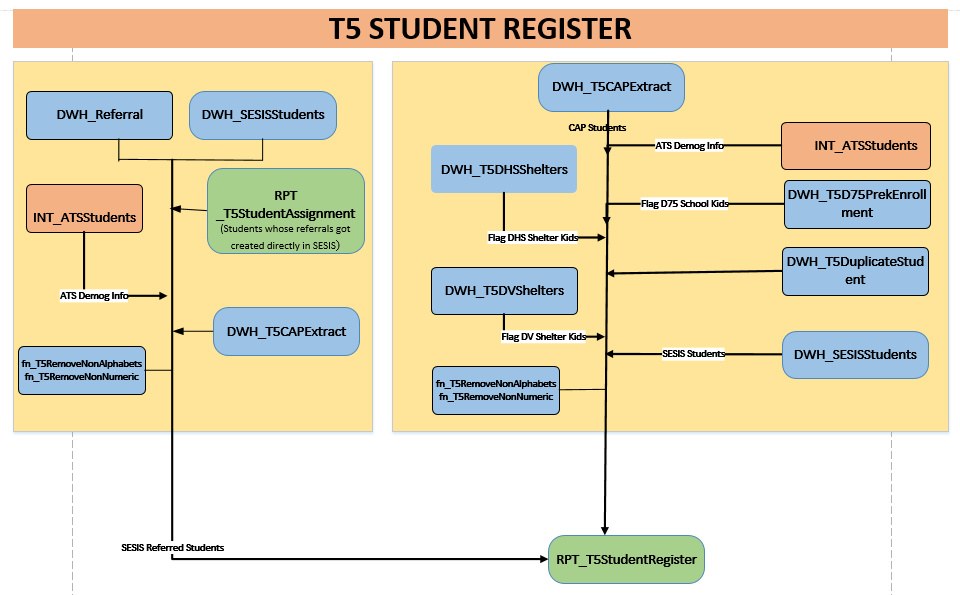 T5 STUDENT REGISTER
DWH_Referral
DWH_SESISStudents
INT_ATSStudents
RPT
_T5StudentAssignment
(Students whose referrals got
created directly in SESIS)
ATS Demog Info
DWH_T5CAPExtract
fn_T5RemoveNonAlphabets
fn_T5RemoveNonNumeric
SESIS Referred Students
DWH_T5CAPExtract
CAP Students
ATS Demog Info
INT_ATSStudents
DWH_T5DHSShelters
Flag D75 School Kids
DWH_T5D75PrekEnroll
ment
Flag DHS Shelter Kids
DWH_T5DuplicateStud
ent
DWH_T5DVShelters
Flag DV Shelter Kids
SESIS Students
DWH_SESISStudents
fn_T5RemoveNonAlphabets
fn_T5RemoveNonNumeric
RPT_T5StudentRegister